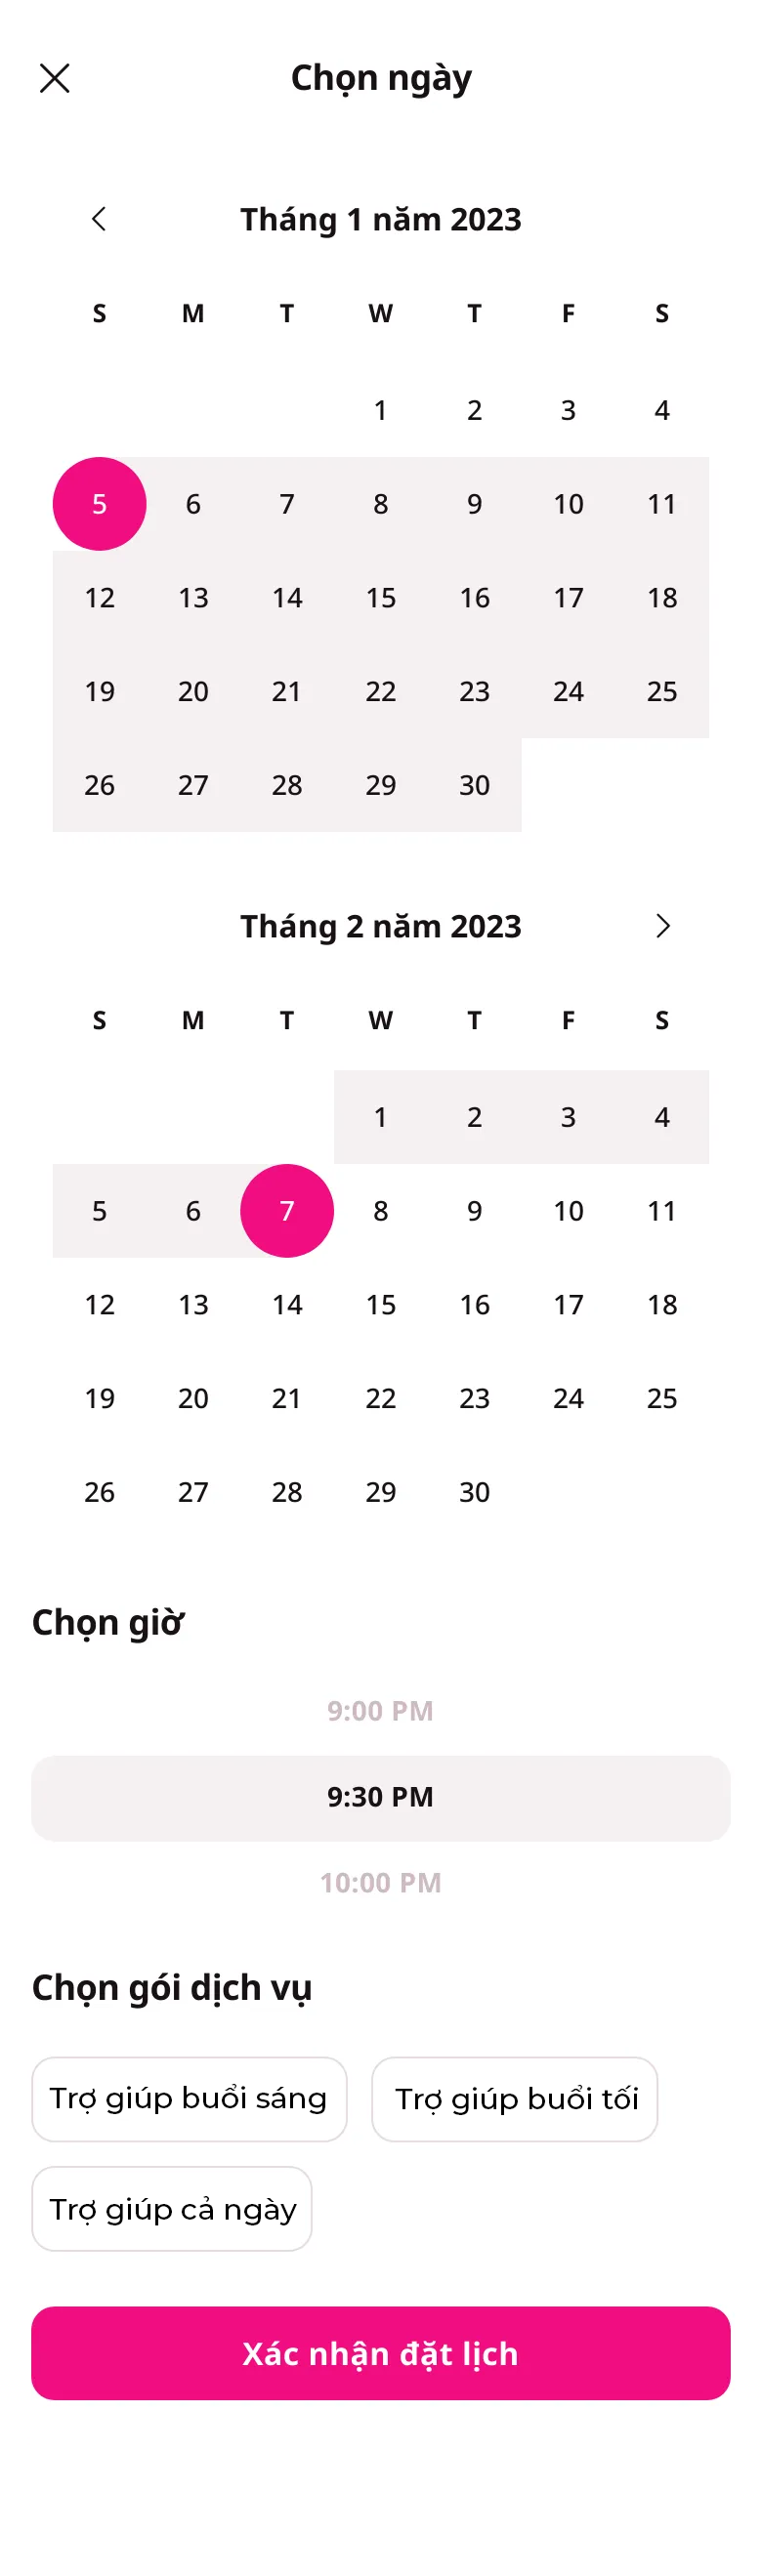 Chọn ngày
Tháng 1 năm 2023
S M T W T F S
1 2 3 4
5 6 7 8 9 10 11
12 13 14 15 16 17 18
19 20 21 22 23 24 25
26 27 28 29 30
Tháng 2 năm 2023
S M T W T F S
1 2 3 4
5 6 7 8 9 10 11
12 13 14 15 16 17 18
19 20 21 22 23 24 25
26 27 28 29 30
Chọn giờ
9:00 PM
9:30 PM
10:00 PM
Chọn gói dịch vụ
Trợ giúp buổi sáng Trợ giúp buổi tối
Trợ giúp cả ngày
Xác nhận đặt lịch